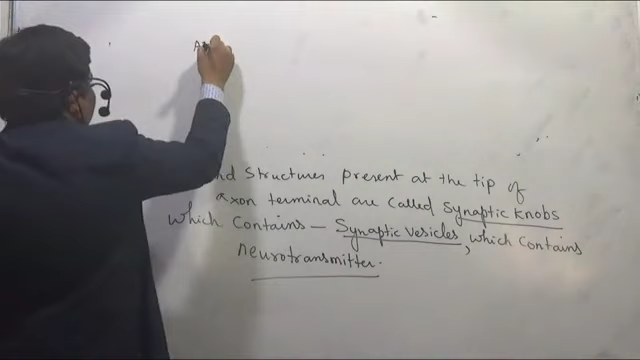 structures present at the tip of
axon terminal are called Synaptic knobs
which contains - Synaptic vesicles, which contains
neurotransmitter.